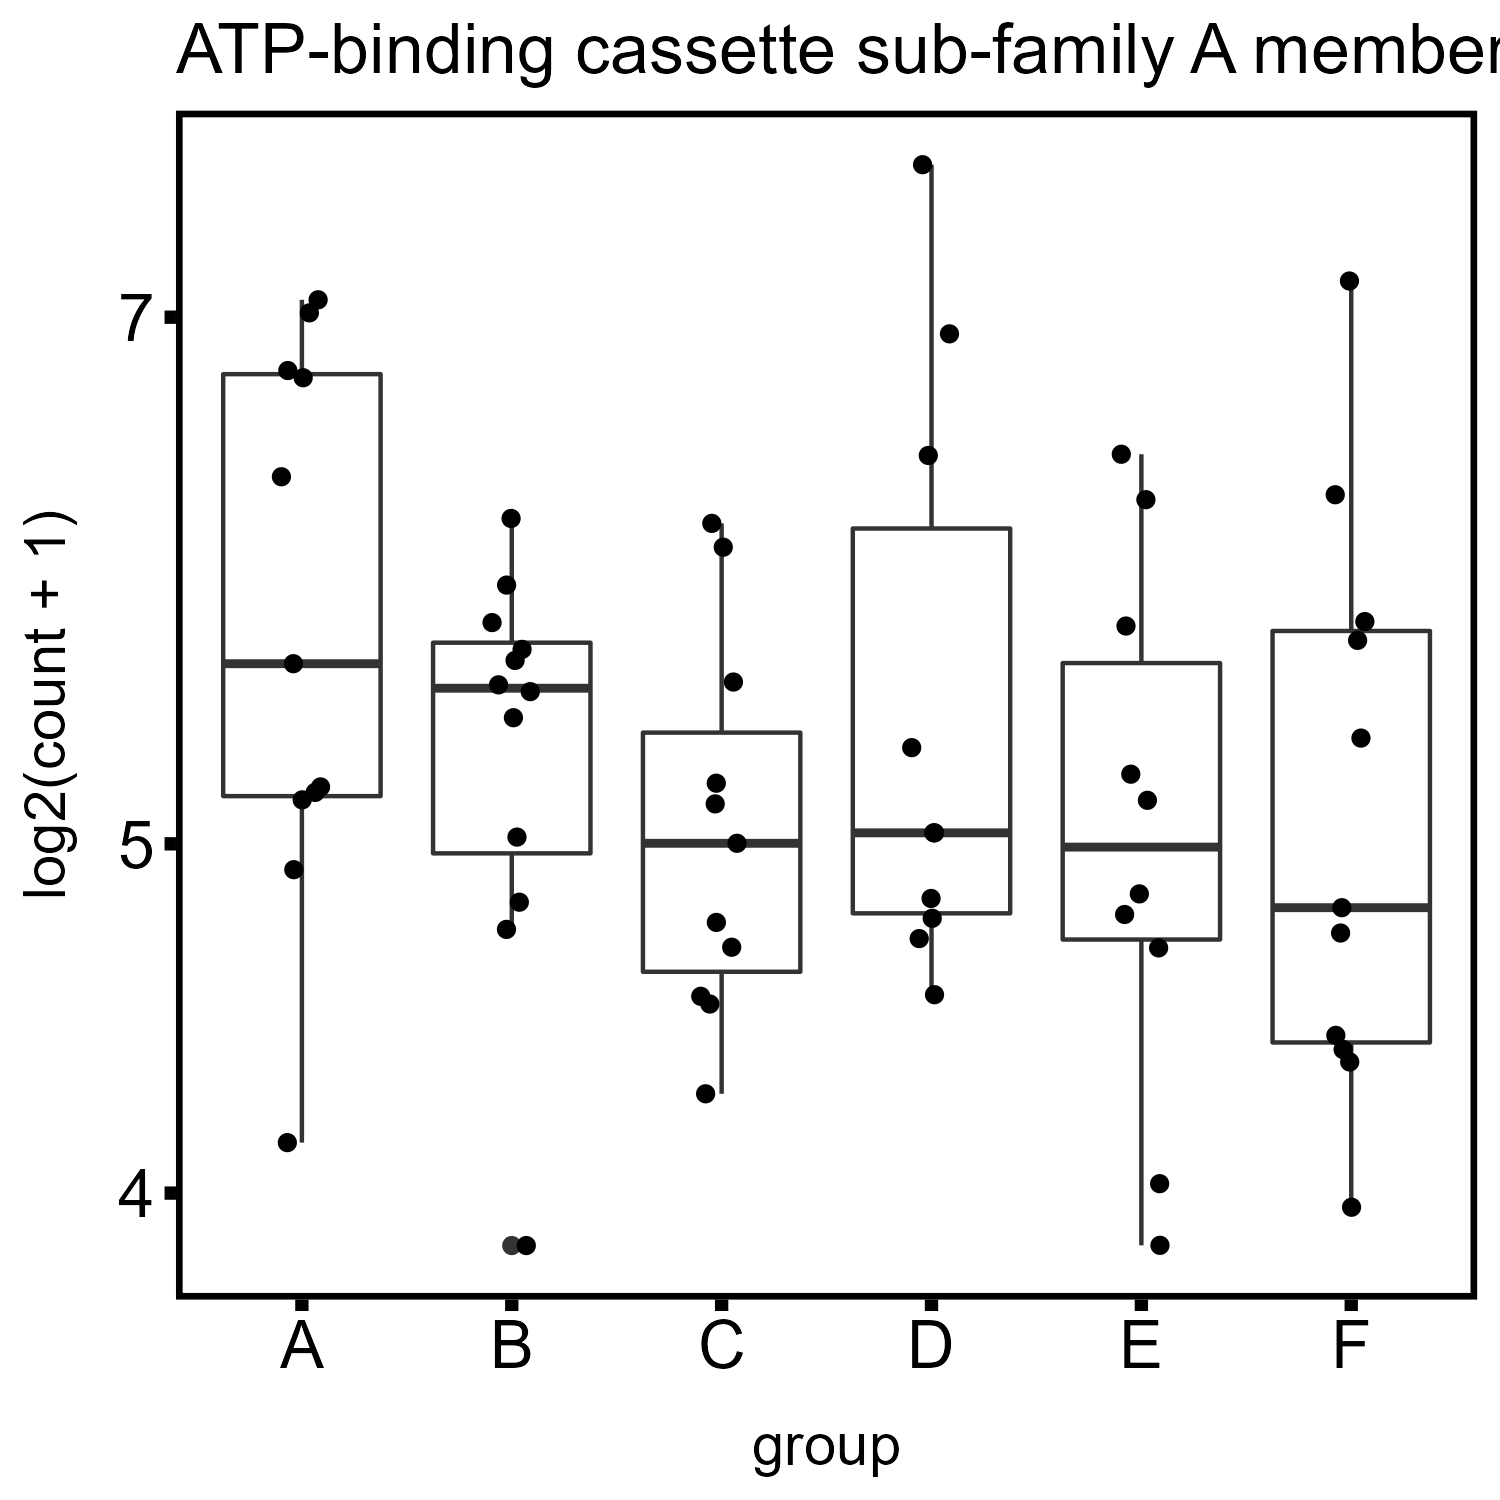 ATP-binding cassette sub-family A member
log2(count + 1)
7
5
4
A B C D E F
group